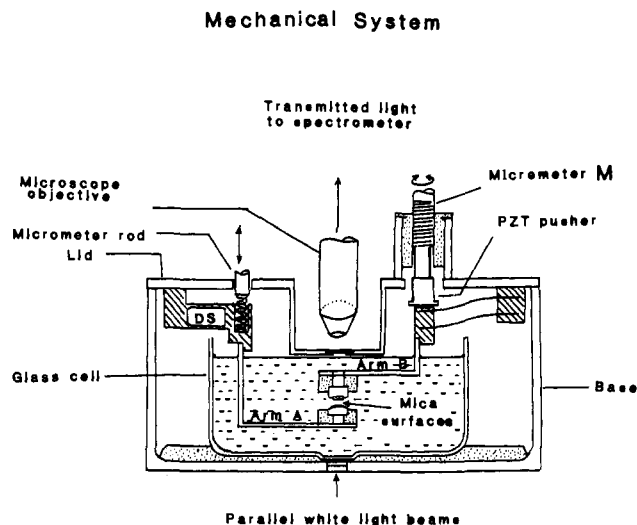 Mechanical System
Transmitted light
to spectrometer
Microscope
objective
Micrometer M
Micrometer rod
PZT pusher
Lid
DS
Arm B
Glass cell
Mica
surfaces
Base
Arm A
Parallel white light beams